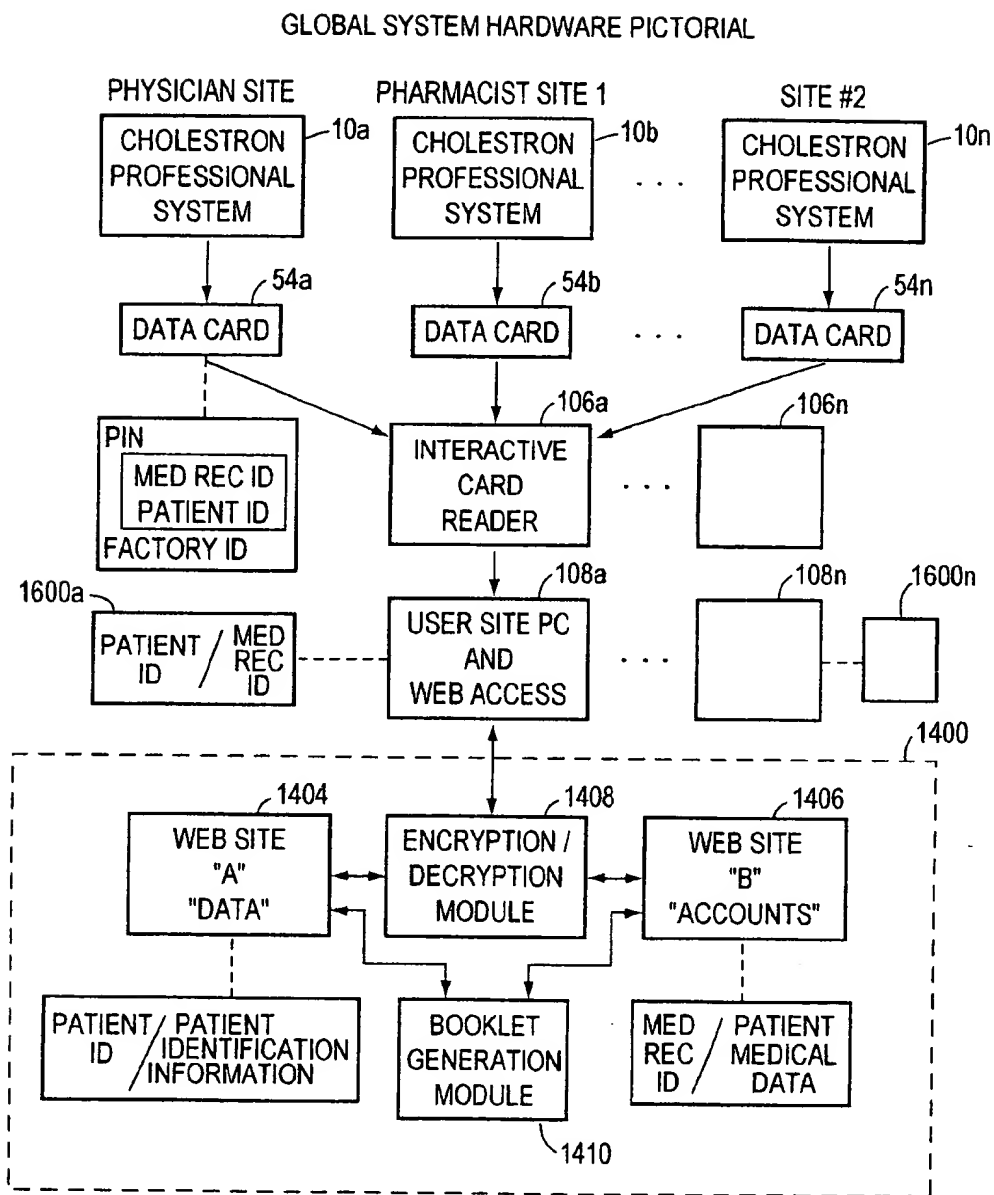 GLOBAL SYSTEM HARDWARE PICTORIAL
PHYSICIAN SITE
PHARMACIST SITE 1
SITE #2
10a
10b
10n
CHOLESTRON
PROFESSIONAL
SYSTEM
CHOLESTRON
PROFESSIONAL
SYSTEM
. . .
CHOLESTRON
PROFESSIONAL
SYSTEM
54a
54b
54n
DATA CARD
DATA CARD
. . .
DATA CARD
106a
106n
PIN
MED REC ID
PATIENT ID
FACTORY ID
INTERACTIVE
CARD
READER
. . .
1600a
108a
108n
1600n
PATIENT
ID
/
MED
REC
ID
USER SITE PC
AND
WEB ACCESS
. . .
1400
1404
1408
1406
WEB SITE
"A"
"DATA"
ENCRYPTION /
DECRYPTION
MODULE
WEB SITE
"B"
"ACCOUNTS"
PATIENT
ID
/
PATIENT
IDENTIFICATION
INFORMATION
BOOKLET
GENERATION
MODULE
MED
REC
ID
/
PATIENT
MEDICAL
DATA
1410